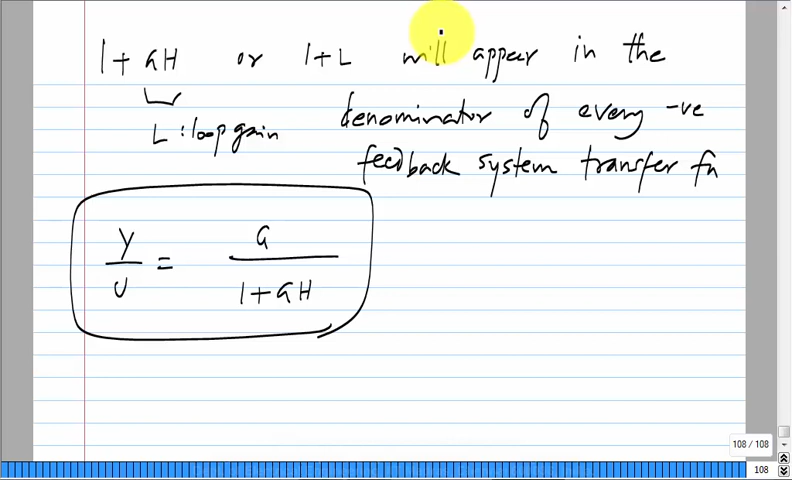 1 + GH or 1+L will appear in the
L : loop gain denominator of every -ve
feedback system transfer fn
Y/U = G/(1+GH)
108 / 108
108